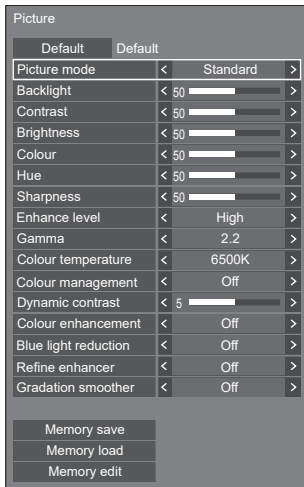 Picture
Default Default
Picture mode < Standard >
Backlight < 50 >
Contrast < 50 >
Brightness < 50 >
Colour < 50 >
Hue < 50 >
Sharpness < 50 >
Enhance level < High >
Gamma < 2.2 >
Colour temperature < 6500K >
Colour management < Off >
Dynamic contrast < 5 >
Colour enhancement < Off >
Blue light reduction < Off >
Refine enhancer < Off >
Gradation smoother < Off >
Memory save
Memory load
Memory edit